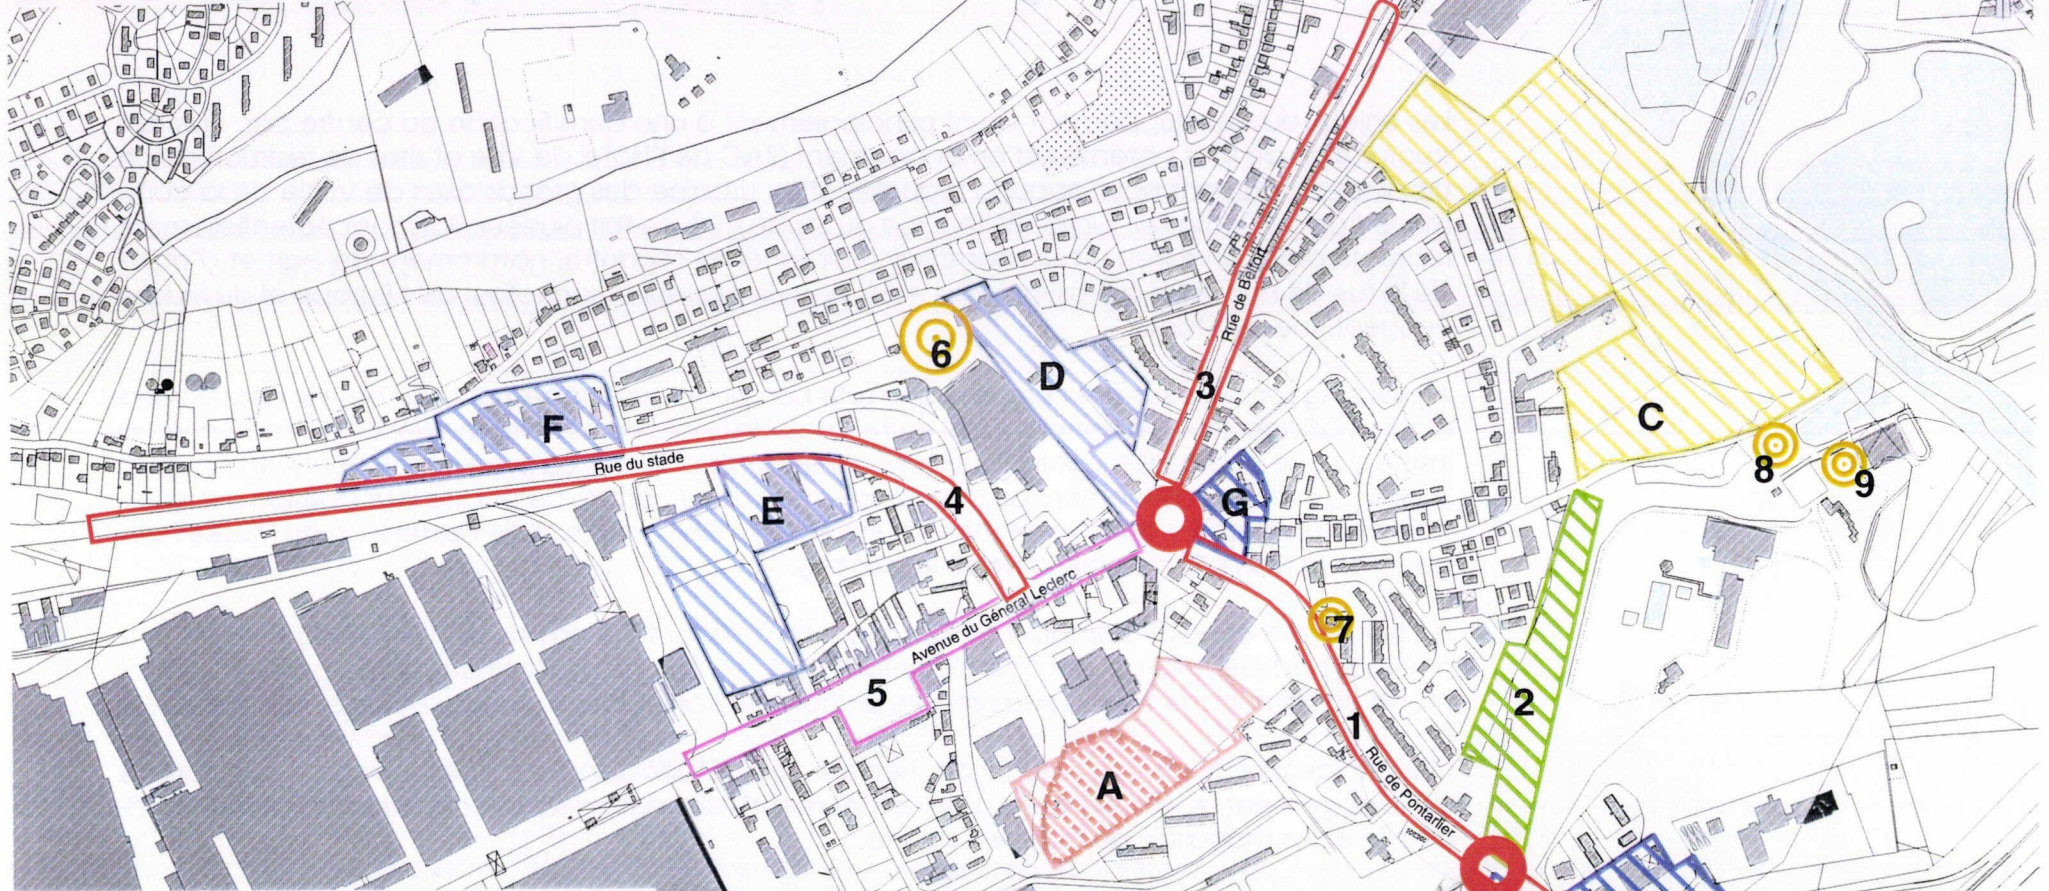 Rue de Belfort
6
D
3
C
F
Rue du stade
8
9
E
4
G
Avenue du Général Leclerc
7
5
2
1
A
Rue de Pontarlier